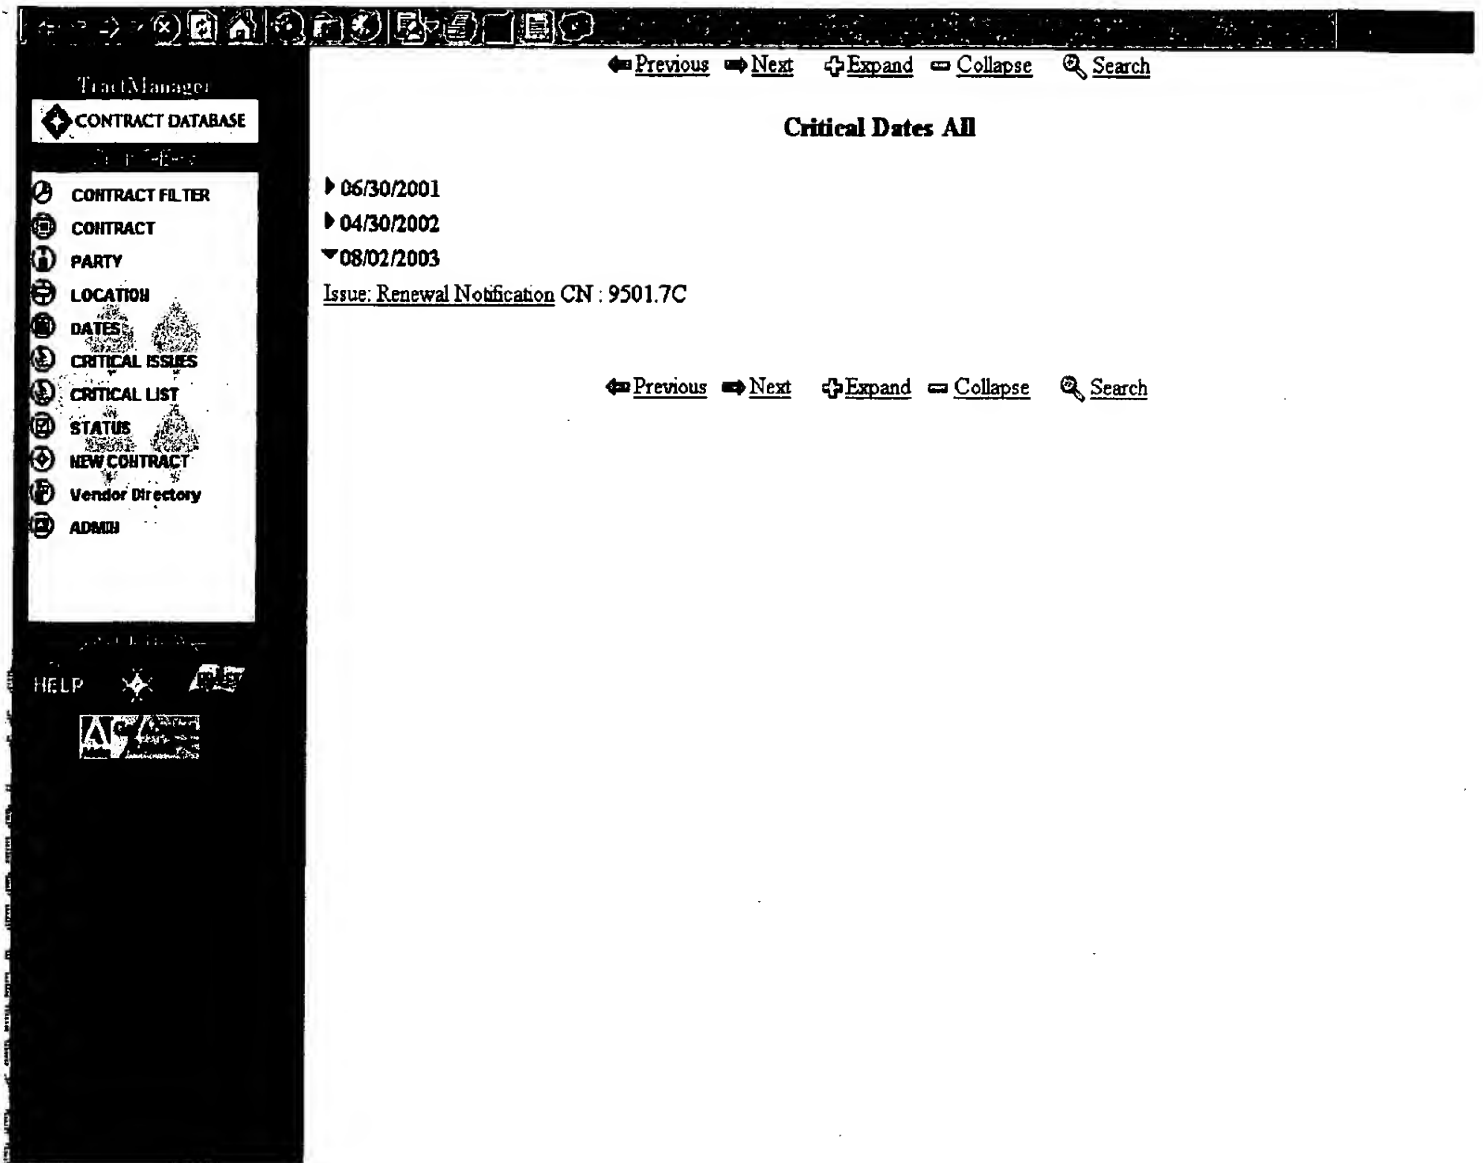 Previous Next Expand Collapse Search
TractManager
CONTRACT DATABASE
CONTRACT FILTER
CONTRACT
PARTY
LOCATION
DATES
CRITICAL ISSUES
CRITICAL LIST
STATUS
NEW CONTRACT
Vendor Directory
ADMIN
HELP
Critical Dates All
06/30/2001
04/30/2002
08/02/2003
Issue: Renewal Notification CN : 9501.7C
Previous Next Expand Collapse Search